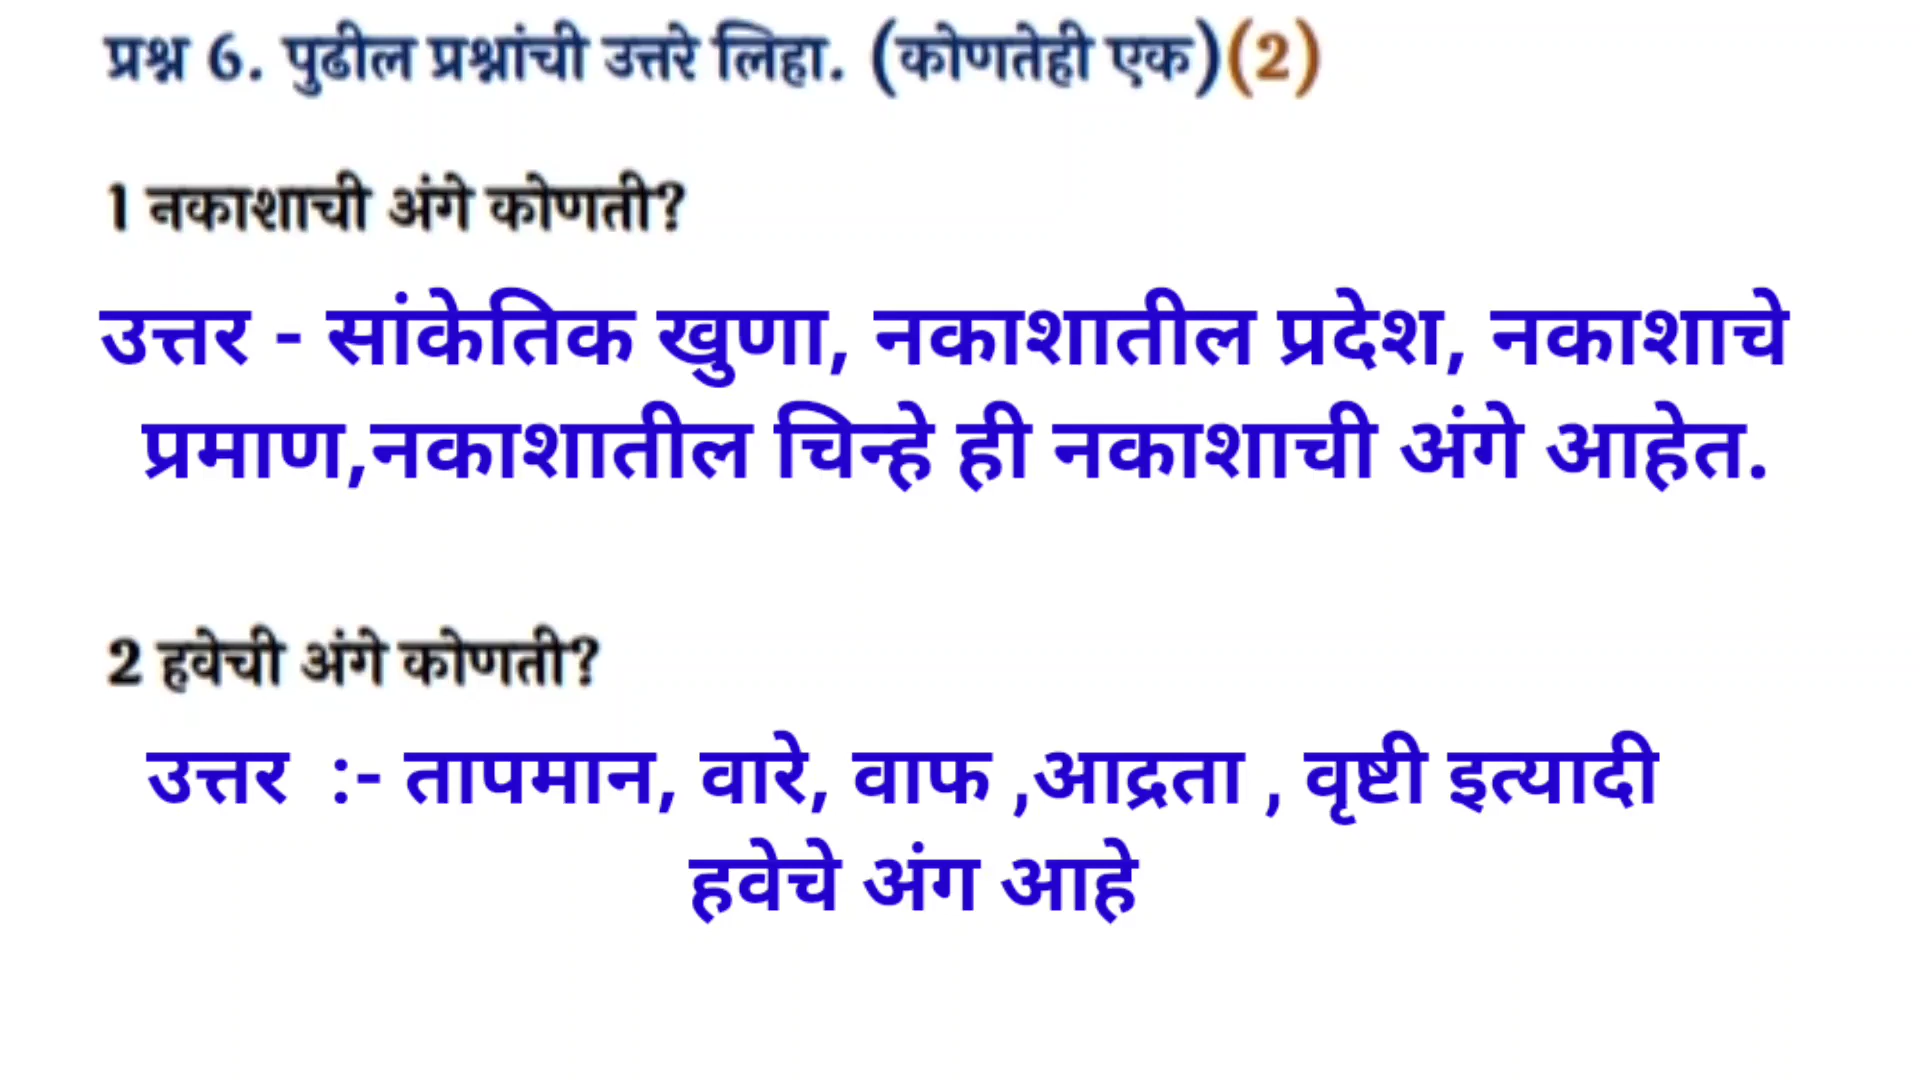 प्रश्न 6. पुढील प्रश्नांची उत्तरे लिहा. (कोणतेही एक)(2)
1 नकाशाची अंगे कोणती?
उत्तर - सांकेतिक खुणा, नकाशातील प्रदेश, नकाशाचे
प्रमाण,नकाशातील चिन्हे ही नकाशाची अंगे आहेत.
2 हवेची अंगे कोणती?
उत्तर :- तापमान, वारे, वाफ ,आद्रता , वृष्टी इत्यादी
हवेचे अंग आहे